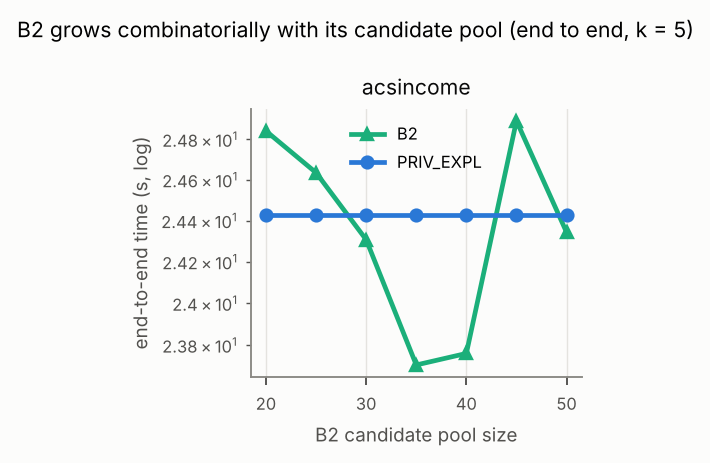 B2 grows combinatorially with its candidate pool (end to end, k = 5)
acsincome
B2
PRIV_EXPL
end-to-end time (s, log)
2.48 × 10¹
2.46 × 10¹
2.44 × 10¹
2.42 × 10¹
2.4 × 10¹
2.38 × 10¹
20 30 40 50
B2 candidate pool size